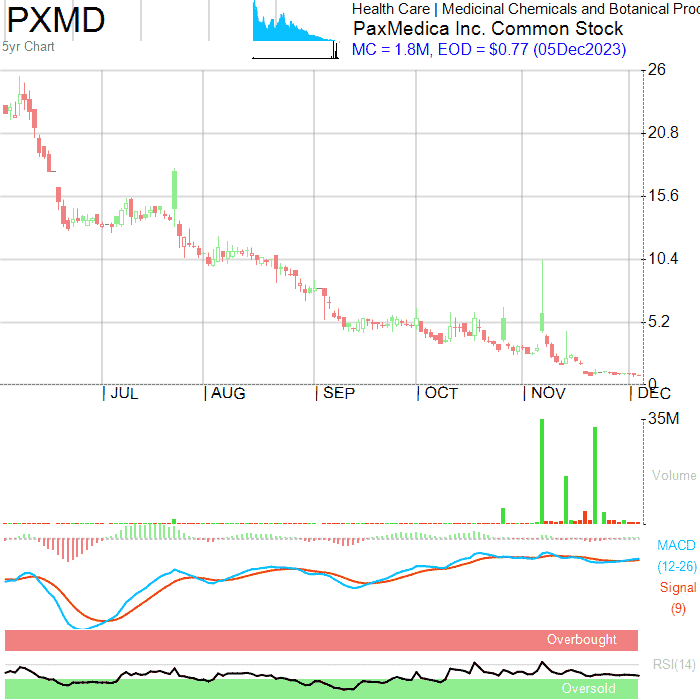 PXMD
5yr Chart
Health Care | Medicinal Chemicals and Botanical Prod
PaxMedica Inc. Common Stock
MC = 1.8M, EOD = $0.77 (05Dec2023)
26
20.8
15.6
10.4
5.2
0
JUL AUG SEP OCT NOV DEC
35M
Volume
MACD
(12-26)
Signal
(9)
Overbought
RSI(14)
Oversold